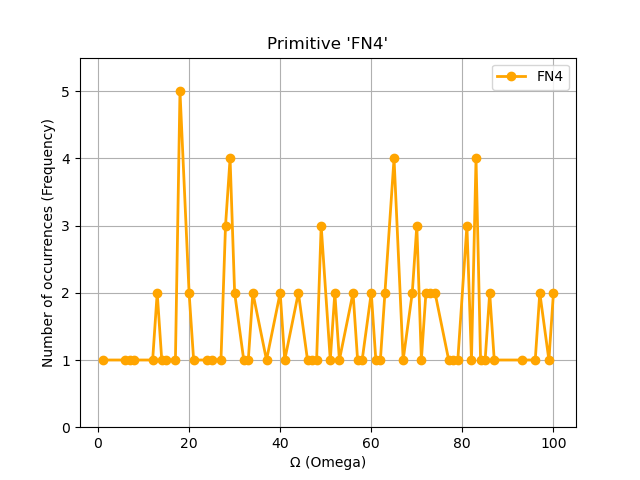 Primitive 'FN4'
FN4
Number of occurrences (Frequency)
5
4
3
2
1
0
0 20 40 60 80 100
Ω (Omega)